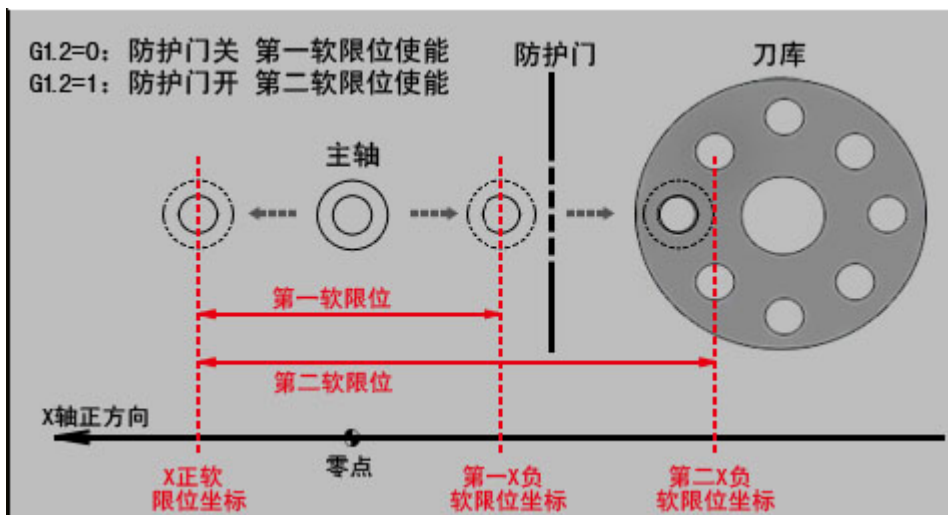 G1.2=0：防护门关 第一软限位使能
G1.2=1：防护门开 第二软限位使能
防护门
刀库
主轴
第一软限位
第二软限位
X轴正方向
零点
X正软
限位坐标
第一X负
软限位坐标
第二X负
软限位坐标